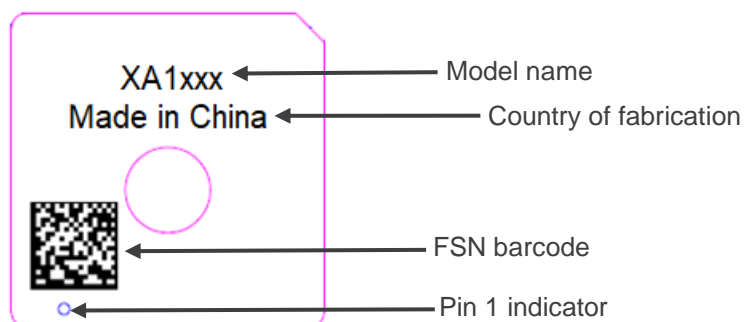 XA1xxx
Model name
Made in China
Country of fabrication
FSN barcode
Pin 1 indicator